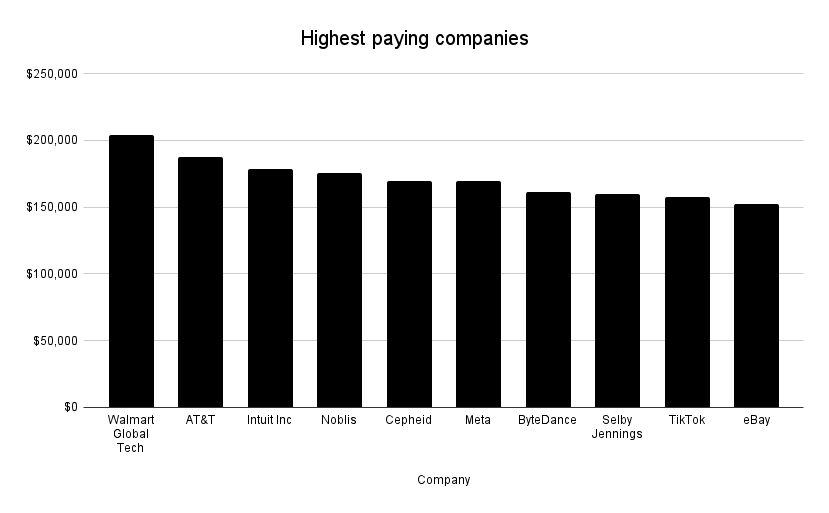 Highest paying companies
$250,000
$200,000
$150,000
$100,000
$50,000
$0
Walmart
Global
Tech
AT&T
Intuit Inc
Noblis
Cepheid
Meta
ByteDance
Selby
Jennings
TikTok
eBay
Company